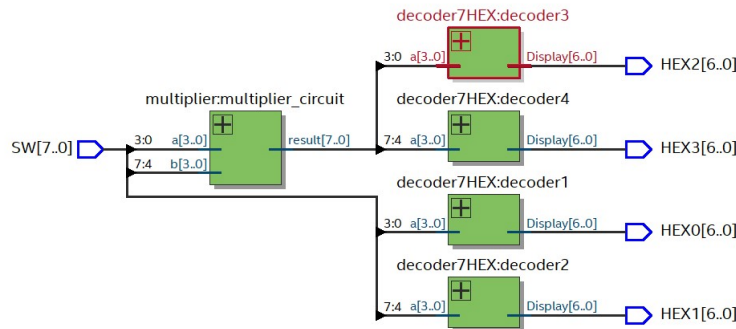 decoder7HEX:decoder3
3:0 a[3..0] Display[6..0] HEX2[6..0]
multiplier:multiplier_circuit
decoder7HEX:decoder4
SW[7..0] 3:0 a[3..0] result[7..0] 7:4 a[3..0] Display[6..0] HEX3[6..0]
7:4 b[3..0]
decoder7HEX:decoder1
3:0 a[3..0] Display[6..0] HEX0[6..0]
decoder7HEX:decoder2
7:4 a[3..0] Display[6..0] HEX1[6..0]